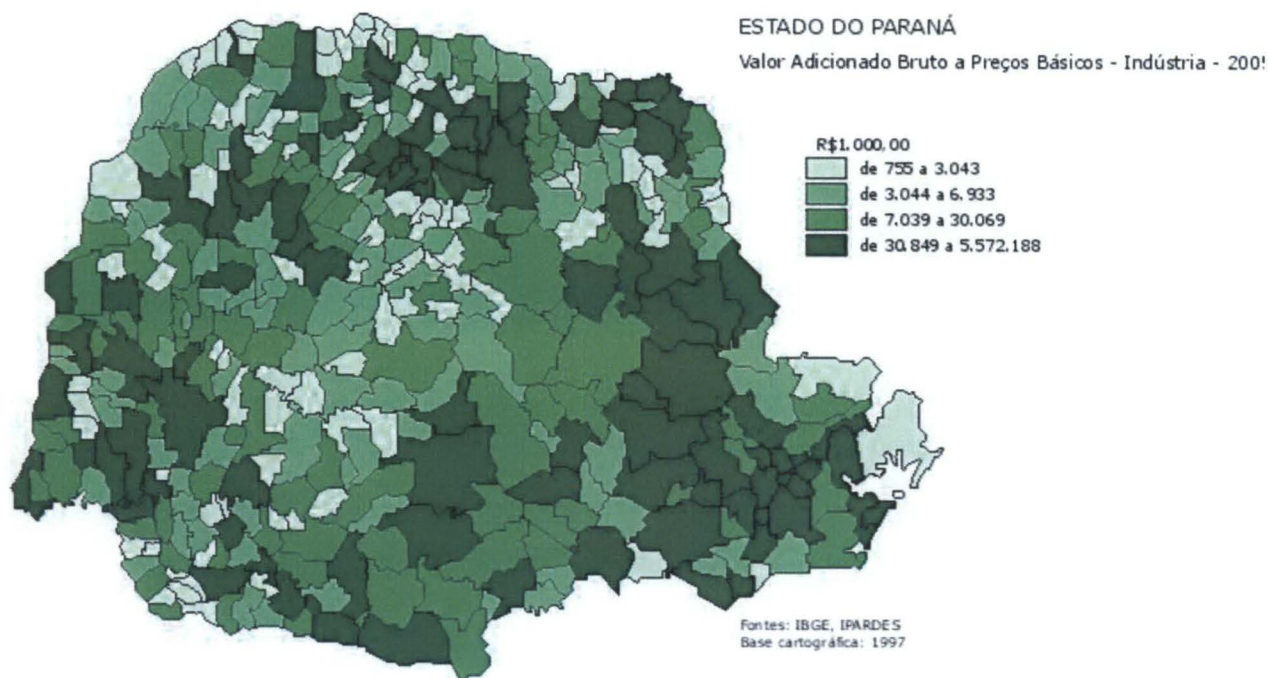 ESTADO DO PARANÁ
Valor Adicionado Bruto a Preços Básicos - Indústria -
R$1.000,00
de 755 a 3.043
de 3.044 a 6.933
de 7.039 a 30.069
de 30.849 a 5.572.188
Fontes: IBGE, IPARDES
Base cartográfica: 1997